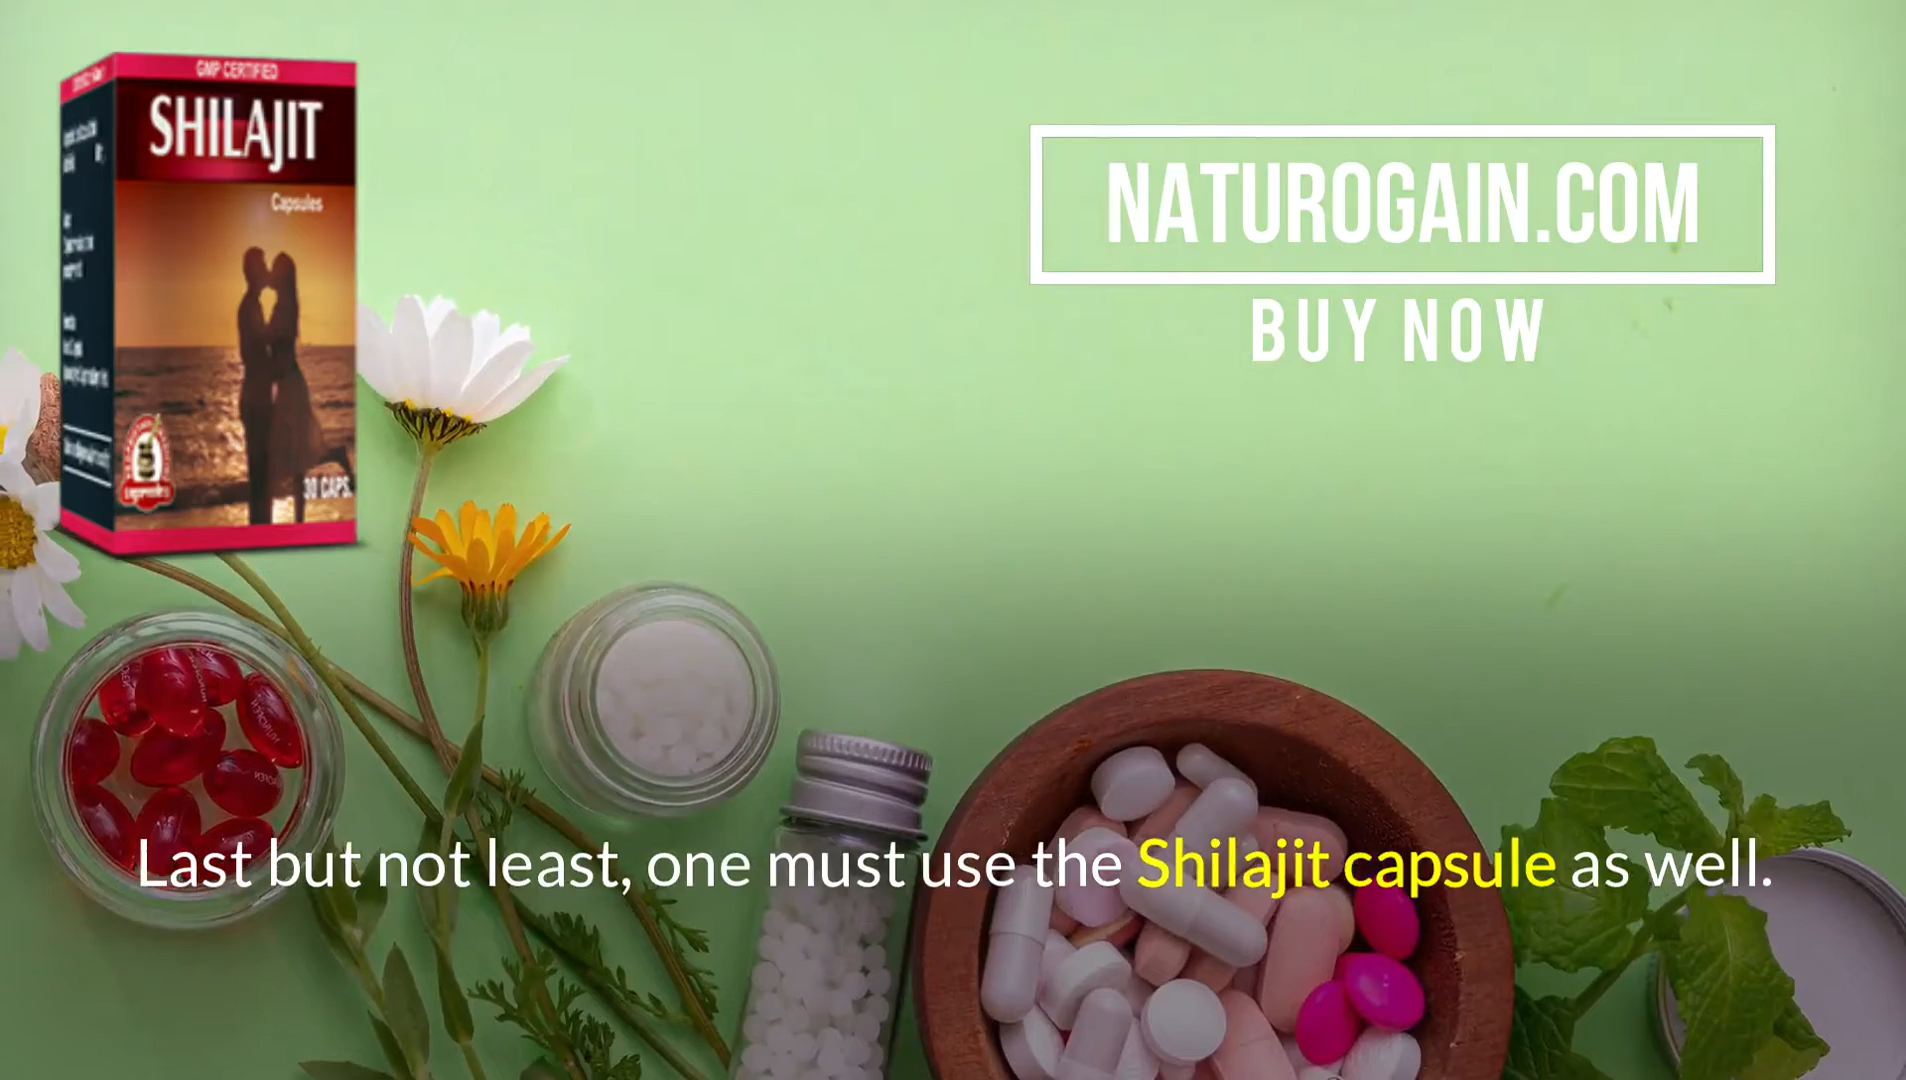 GMP CERTIFIED
SHILAJIT
Capsules
30 CAPS.
NATUROGAIN.COM
BUY NOW
Last but not least, one must use the Shilajit capsule as well.